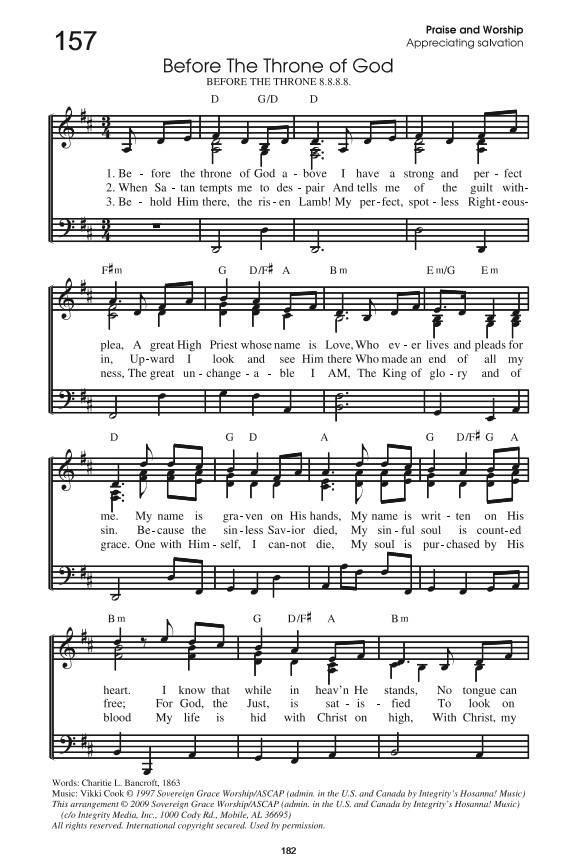 157
Praise and Worship
Appreciating salvation
Before The Throne of God
BEFORE THE THRONE 8.8.8.8.
D G/D D
1. Be - fore the throne of God a - bove I have a strong and per - fect
2. When Sa - tan tempts me to des - pair And tells me of the guilt with-
3. Be - hold Him there, the ris - en Lamb! My per - fect, spot - less Right-eous-
F♯m G D/F♯ A Bm Em/G Em
plea, A great High Priest whose name is Love, Who ev - er lives and pleads for
in, Up-ward I look and see Him there Who made an end of all my
ness, The great un - change - a - ble I AM, The King of glo - ry and of
D G D A G D/F♯ G A
me. My name is gra-ven on His hands, My name is writ - ten on His
sin. Be-cause the sin-less Sav-ior died, My sin - ful soul is count-ed
grace. One with Him - self, I can-not die, My soul is pur-chased by His
Bm G D/F♯ A Bm
heart. I know that while in heav'n He stands, No tongue can
free; For God, the Just, is sat - is - fied To look on
blood My life is hid with Christ on high, With Christ, my
Words: Charitie L. Bancroft, 1863
Music: Vikki Cook © 1997 Sovereign Grace Worship/ASCAP (admin. in the U.S. and Canada by Integrity's Hosanna! Music)
This arrangement © 2009 Sovereign Grace Worship/ASCAP (admin. in the U.S. and Canada by Integrity's Hosanna! Music)
(c/o Integrity Media, Inc., 1000 Cody Rd., Mobile, AL 36695)
All rights reserved. International copyright secured. Used by permission.
182